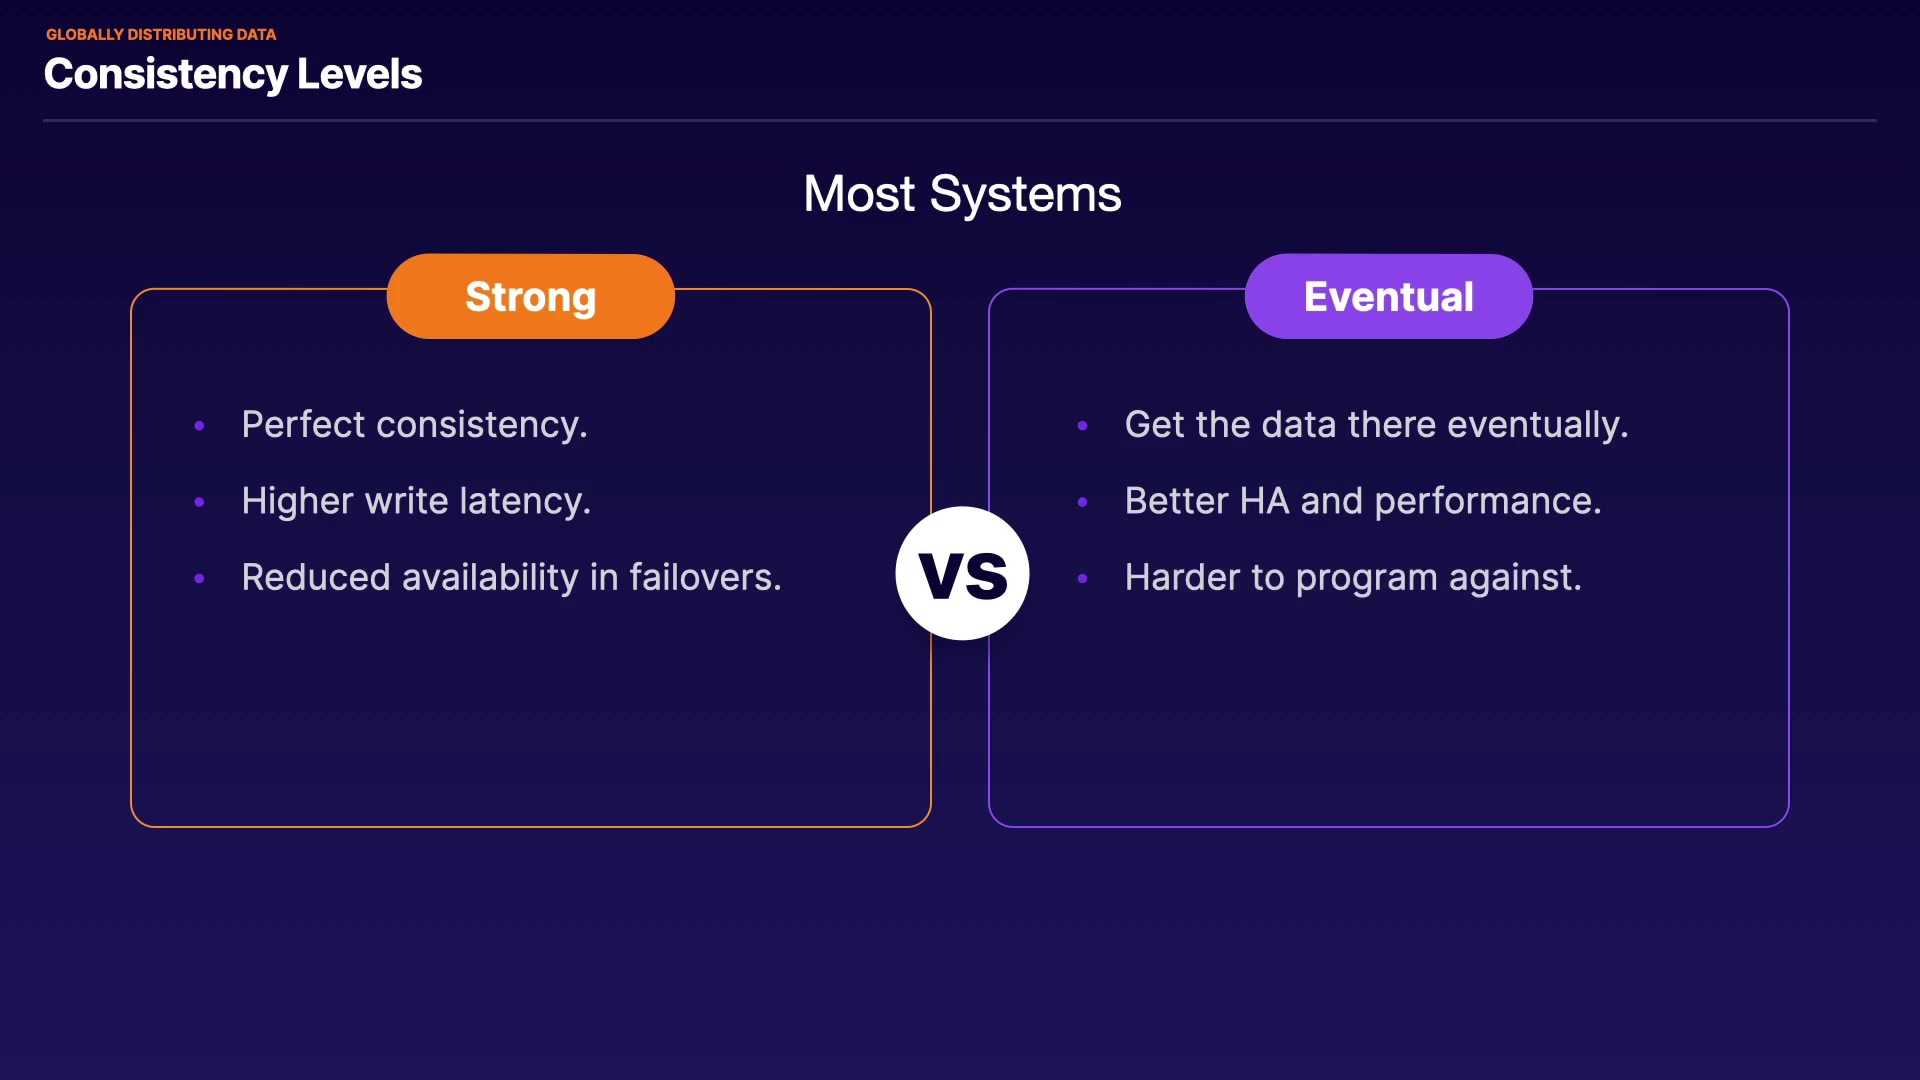 GLOBALLY DISTRIBUTING DATA
Consistency Levels
Most Systems
Strong
• Perfect consistency.
• Higher write latency.
• Reduced availability in failovers.
VS
Eventual
• Get the data there eventually.
• Better HA and performance.
• Harder to program against.